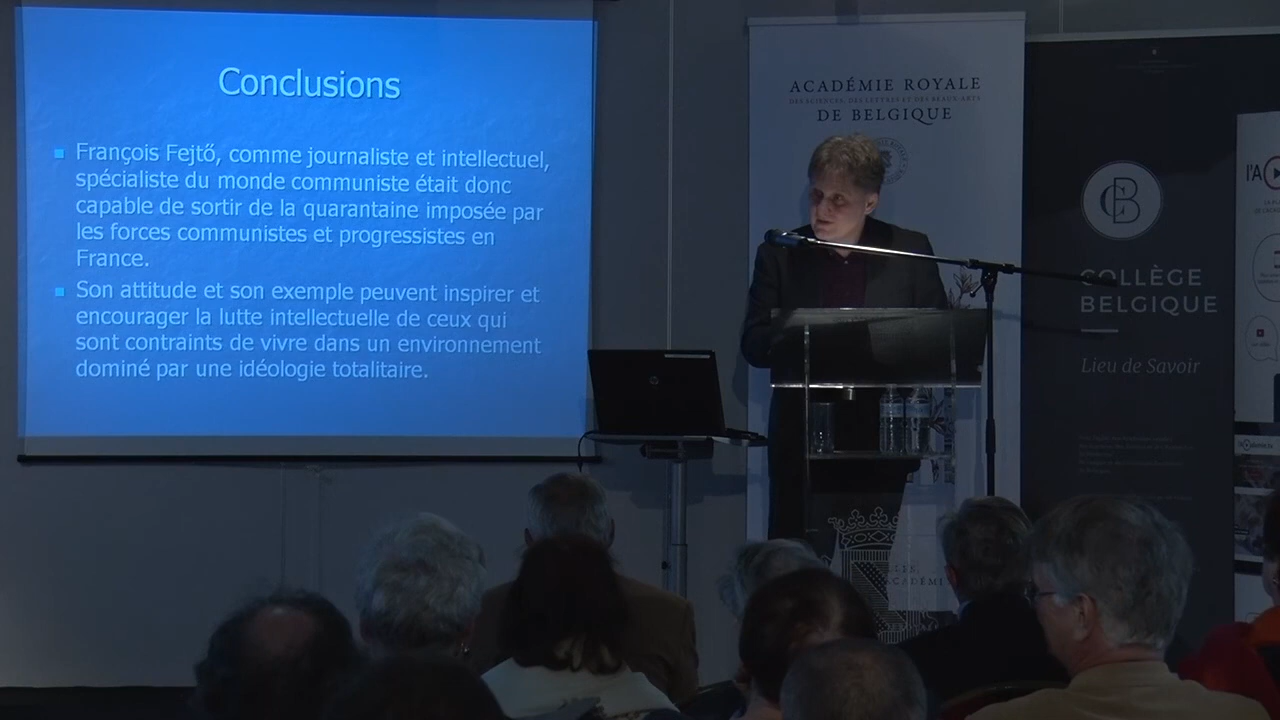 Conclusions
François Fejtő, comme journaliste et intellectuel,
spécialiste du monde communiste était donc
capable de sortir de la quarantaine imposée par
les forces communistes et progressistes en
France.
Son attitude et son exemple peuvent inspirer et
encourager la lutte intellectuelle de ceux qui
sont contraints de vivre dans un environnement
dominé par une idéologie totalitaire.
ACADÉMIE ROYALE
DES SCIENCES, DES LETTRES ET DES BEAUX-ARTS
DE BELGIQUE
CB
COLLÈGE
BELGIQUE
Lieu de Savoir
l'A